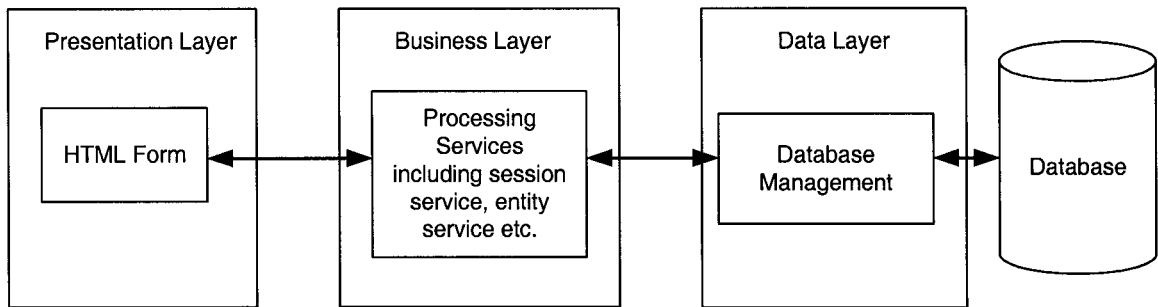 Presentation Layer
HTML Form
Business Layer
Processing
Services
including session
service, entity
service etc.
Data Layer
Database
Management
Database